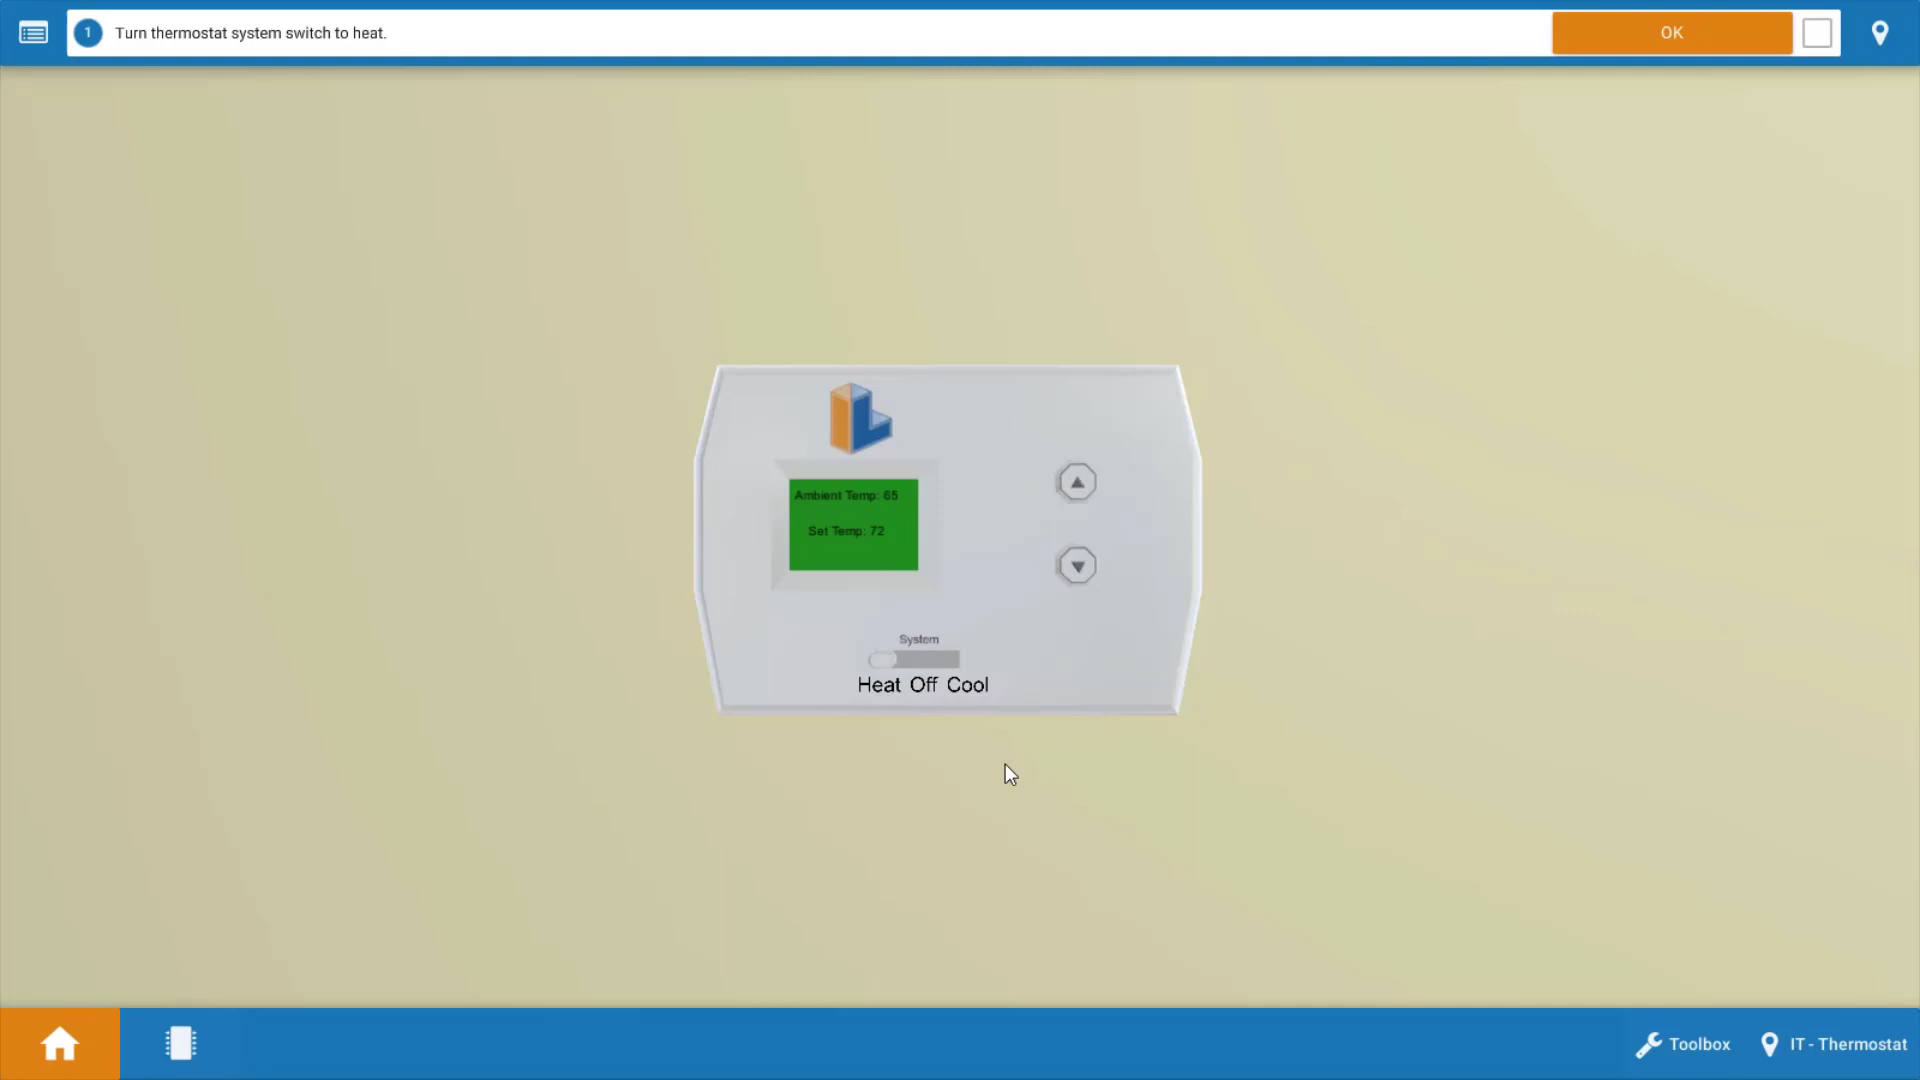 1 Turn thermostat system switch to heat.
OK
Ambient Temp: 65
Set Temp: 72
System
Heat Off Cool
Toolbox
IT - Thermostat